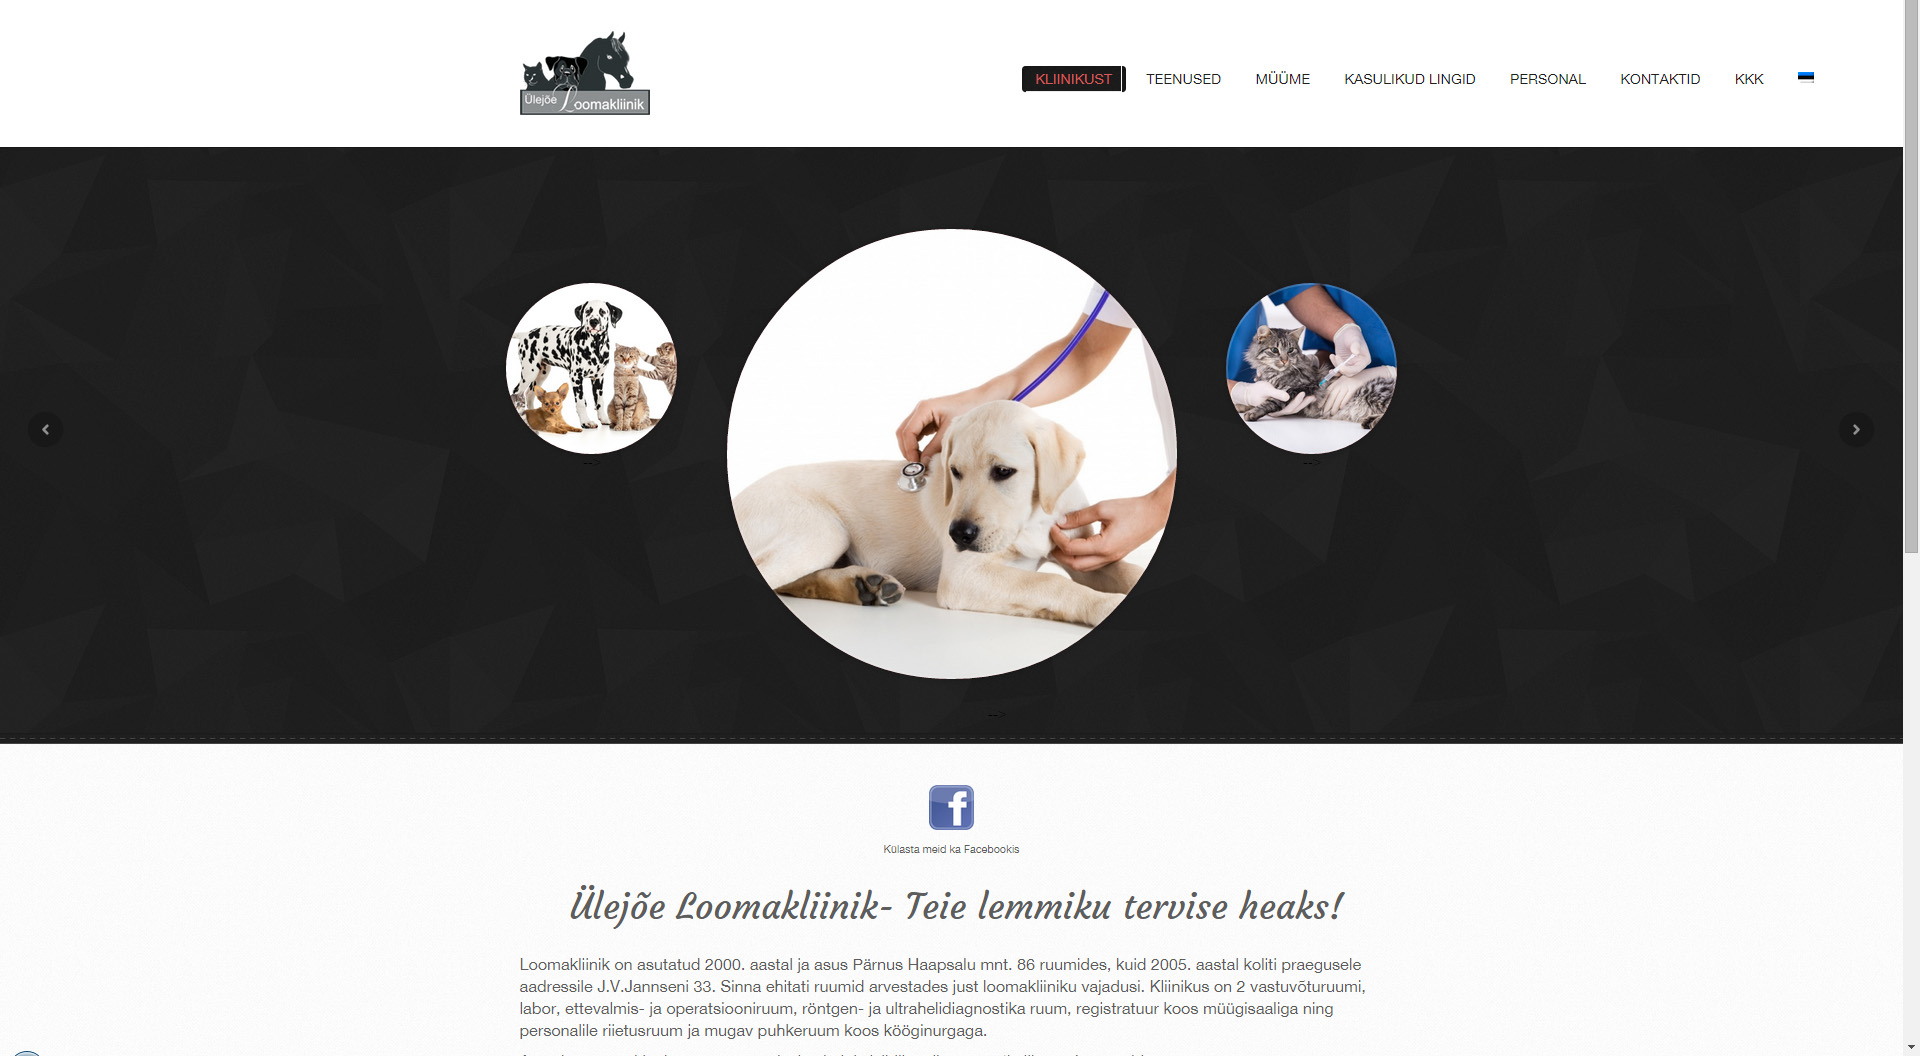 Ülejõe Loomakliinik
KLIINIKUST TEENUSED MÜÜME KASULIKUD LINGID PERSONAL KONTAKTID KKK
-->
-->
-->
Külasta meid ka Facebookis
Ülejõe Loomakliinik- Teie lemmiku tervise heaks!
Loomakliinik on asutatud 2000. aastal ja asus Pärnus Haapsalu mnt. 86 ruumides, kuid 2005. aastal koliti praegusele
aadressile J.V.Jannseni 33. Sinna ehitati ruumid arvestades just loomakliiniku vajadusi. Kliinikus on 2 vastuvõturuumi,
labor, ettevalmis- ja operatsiooniruum, röntgen- ja ultrahelidiagnostika ruum, registratuur koos müügisaaliga ning
personalile riietusruum ja mugav puhkeruum koos kööginurgaga.